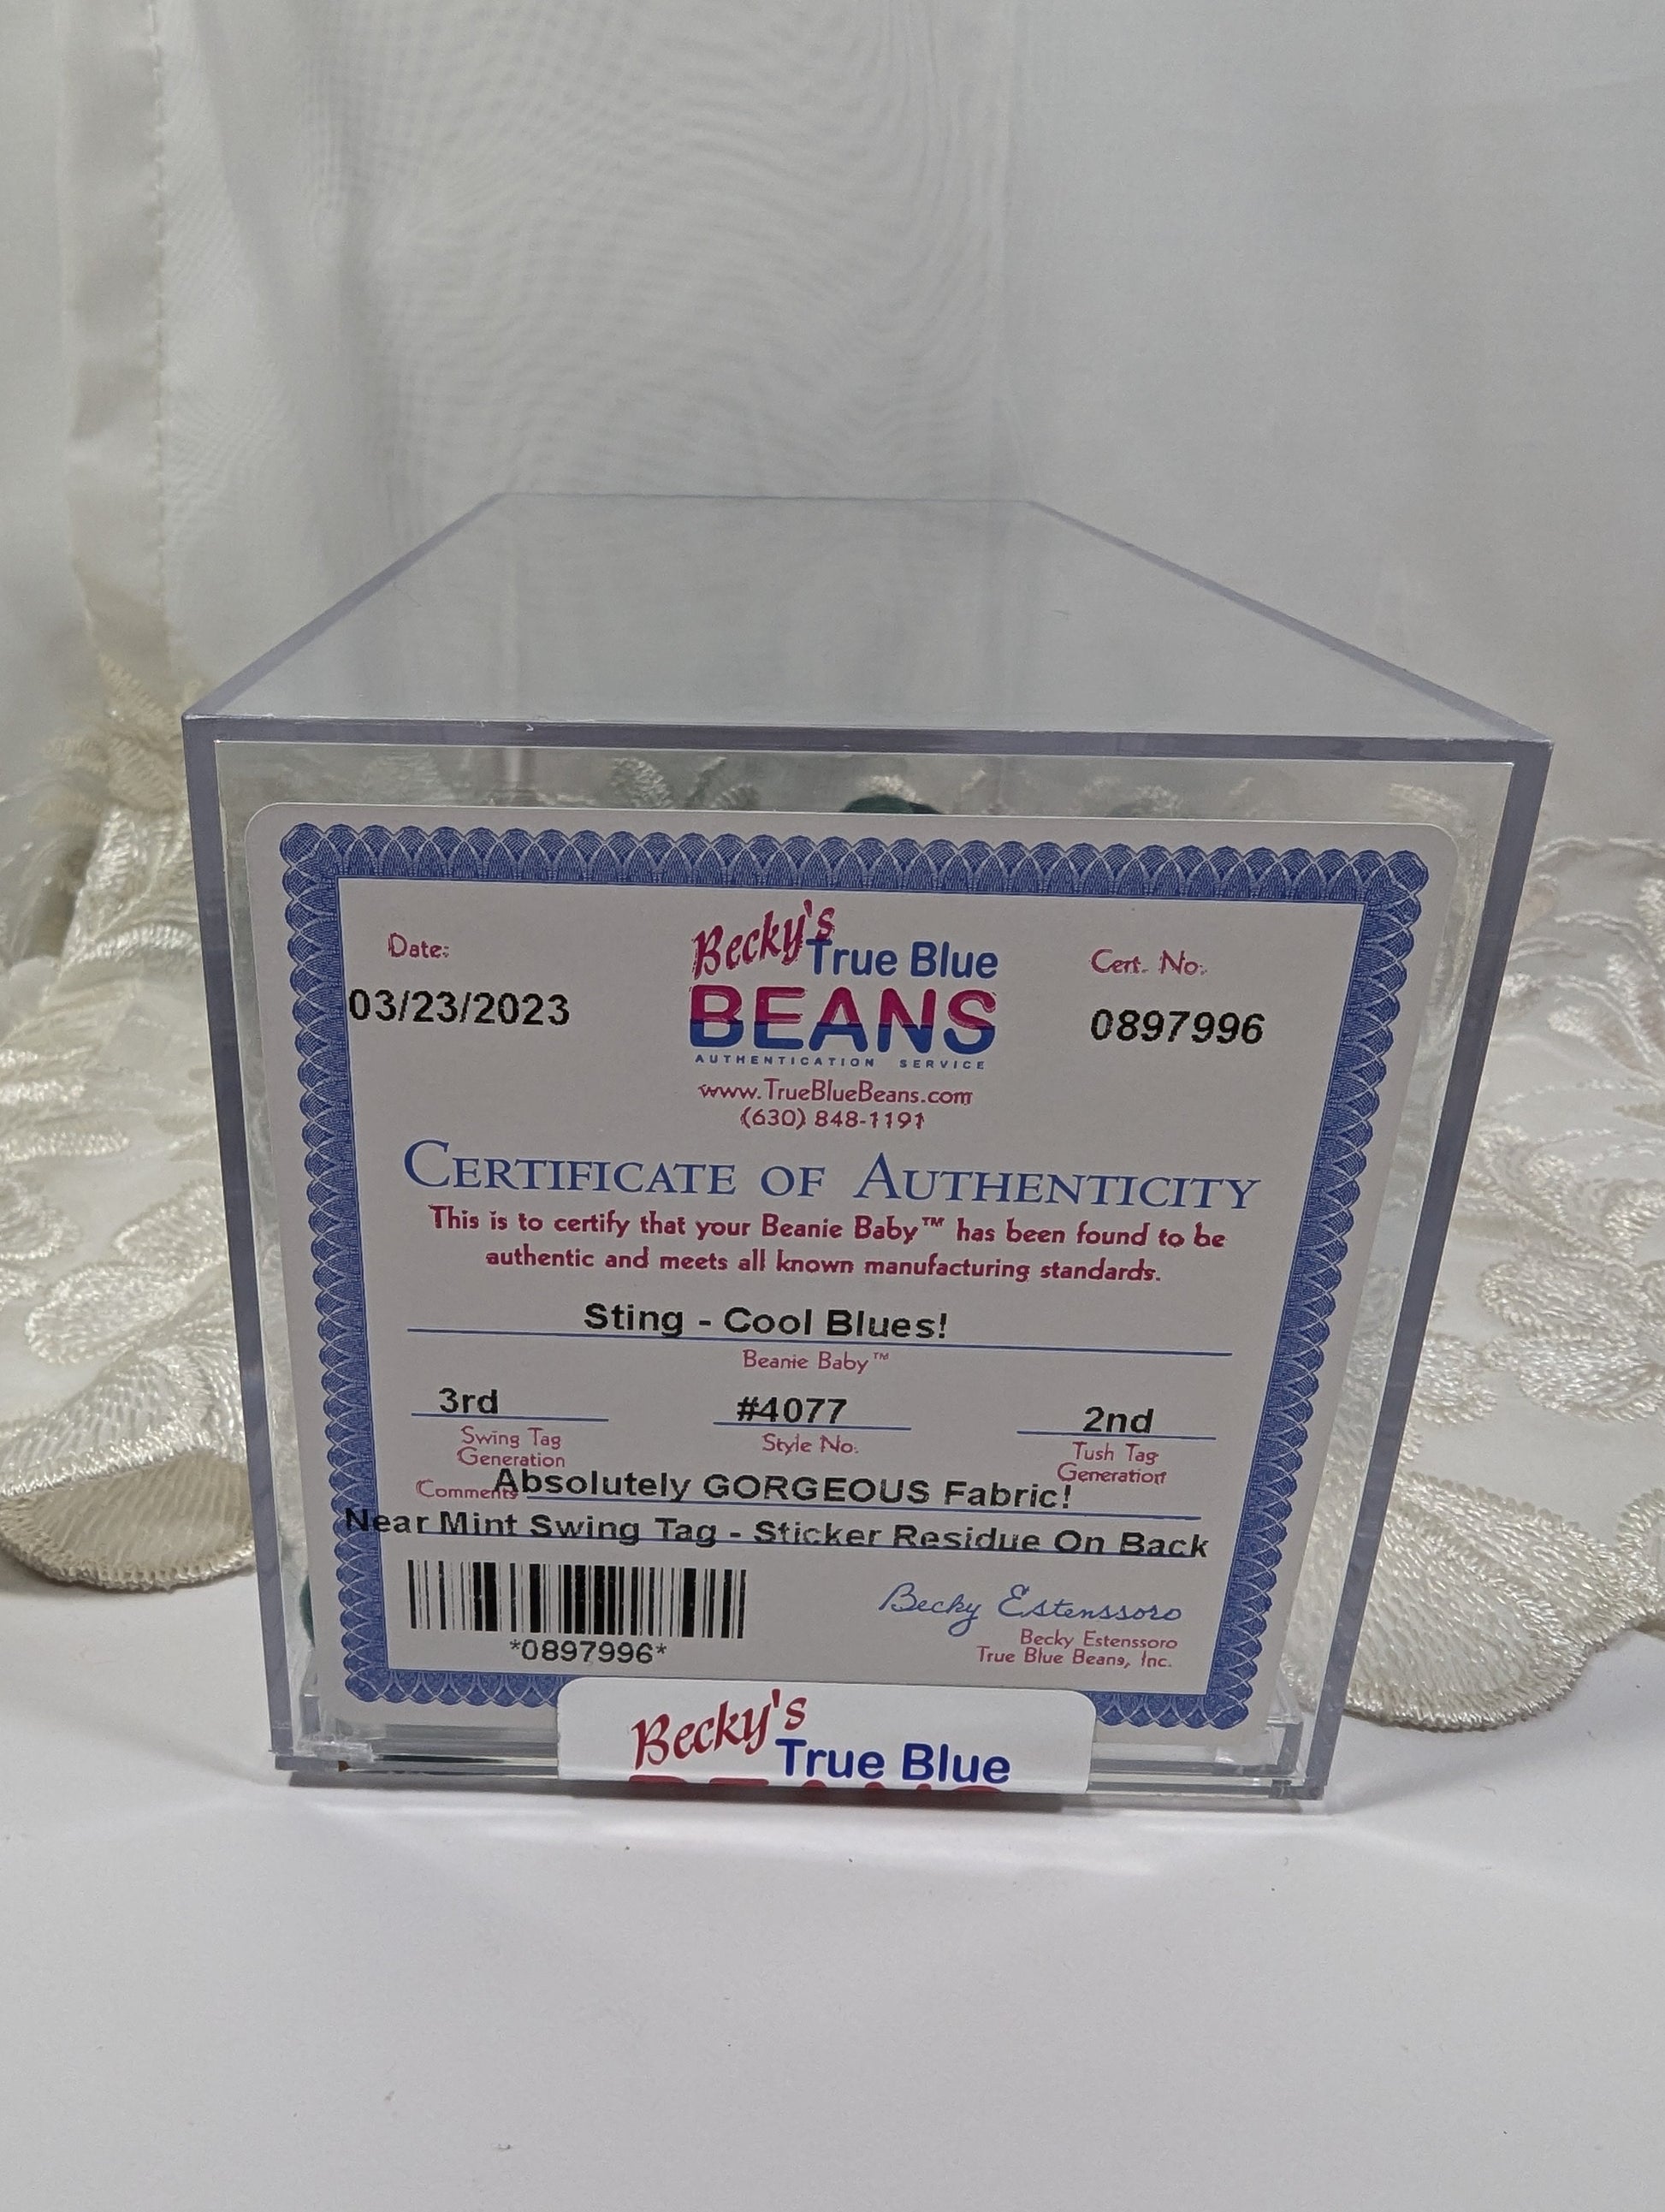 Date:
03/23/2023
Becky's
True Blue
BEANS
AUTHENTICATION SERVICE
www.TrueBlueBeans.com
(630) 848-1191
Cert. No.
0897996
CERTIFICATE OF AUTHENTICITY
This is to certify that your Beanie Baby™ has been found to be
authentic and meets all known manufacturing standards.
Sting - Cool Blues!
Beanie Baby™
3rd
Swing Tag
Generation
#4077
Style No.
2nd
Tush Tag
Generation
Comments Absolutely GORGEOUS Fabric!
Near Mint Swing Tag - Sticker Residue On Back
*0897996*
Becky Estenssoro
Becky Estenssoro
True Blue Beans, Inc.
Becky's
True Blue